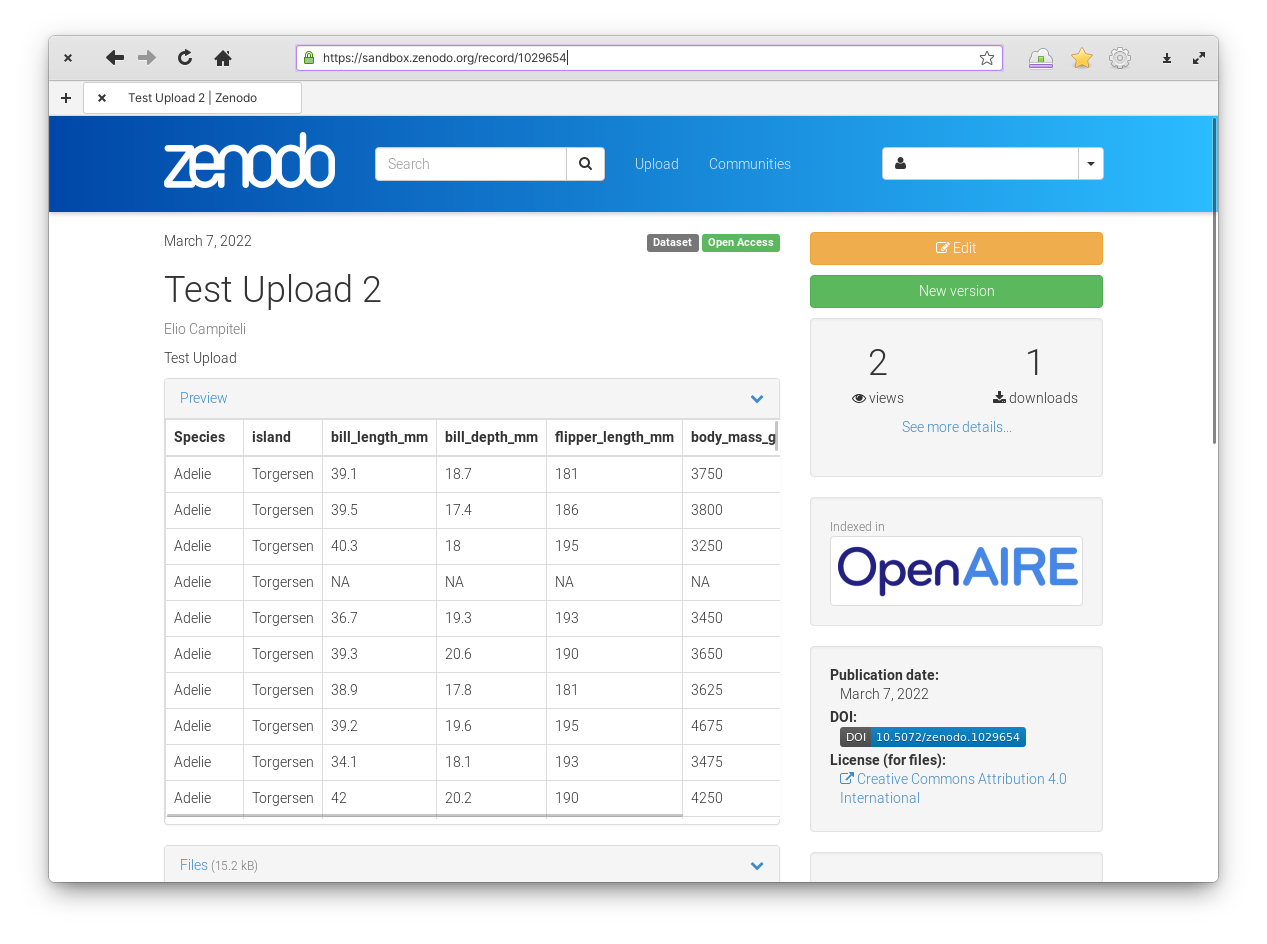 https://sandbox.zenodo.org/record/1029654
Test Upload 2 | Zenodo
zenodo
Search
Upload
Communities
March 7, 2022
Dataset
Open Access
Test Upload 2
Elio Campiteli
Test Upload
Preview
Species island bill_length_mm bill_depth_mm flipper_length_mm body_mass_g
Adelie Torgersen 39.1 18.7 181 3750
Adelie Torgersen 39.5 17.4 186 3800
Adelie Torgersen 40.3 18 195 3250
Adelie Torgersen NA NA NA NA
Adelie Torgersen 36.7 19.3 193 3450
Adelie Torgersen 39.3 20.6 190 3650
Adelie Torgersen 38.9 17.8 181 3625
Adelie Torgersen 39.2 19.6 195 4675
Adelie Torgersen 34.1 18.1 193 3475
Adelie Torgersen 42 20.2 190 4250
Files (15.2 kB)
Edit
New version
2 1
views downloads
See more details...
Indexed in
OpenAIRE
Publication date:
March 7, 2022
DOI:
DOI 10.5072/zenodo.1029654
License (for files):
Creative Commons Attribution 4.0
International